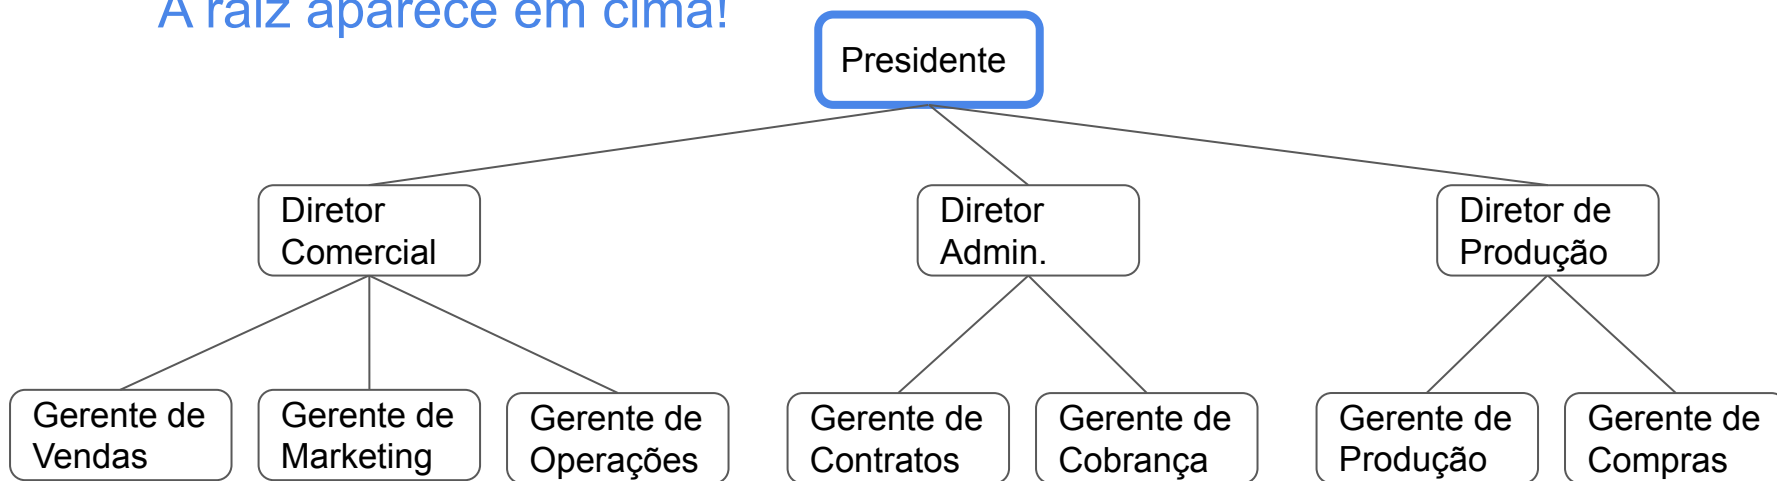 A raiz aparece em cima!
Presidente
Diretor
Comercial
Diretor
Admin.
Diretor de
Produção
Gerente de
Vendas
Gerente de
Marketing
Gerente de
Operações
Gerente de
Contratos
Gerente de
Cobrança
Gerente de
Produção
Gerente de
Compras